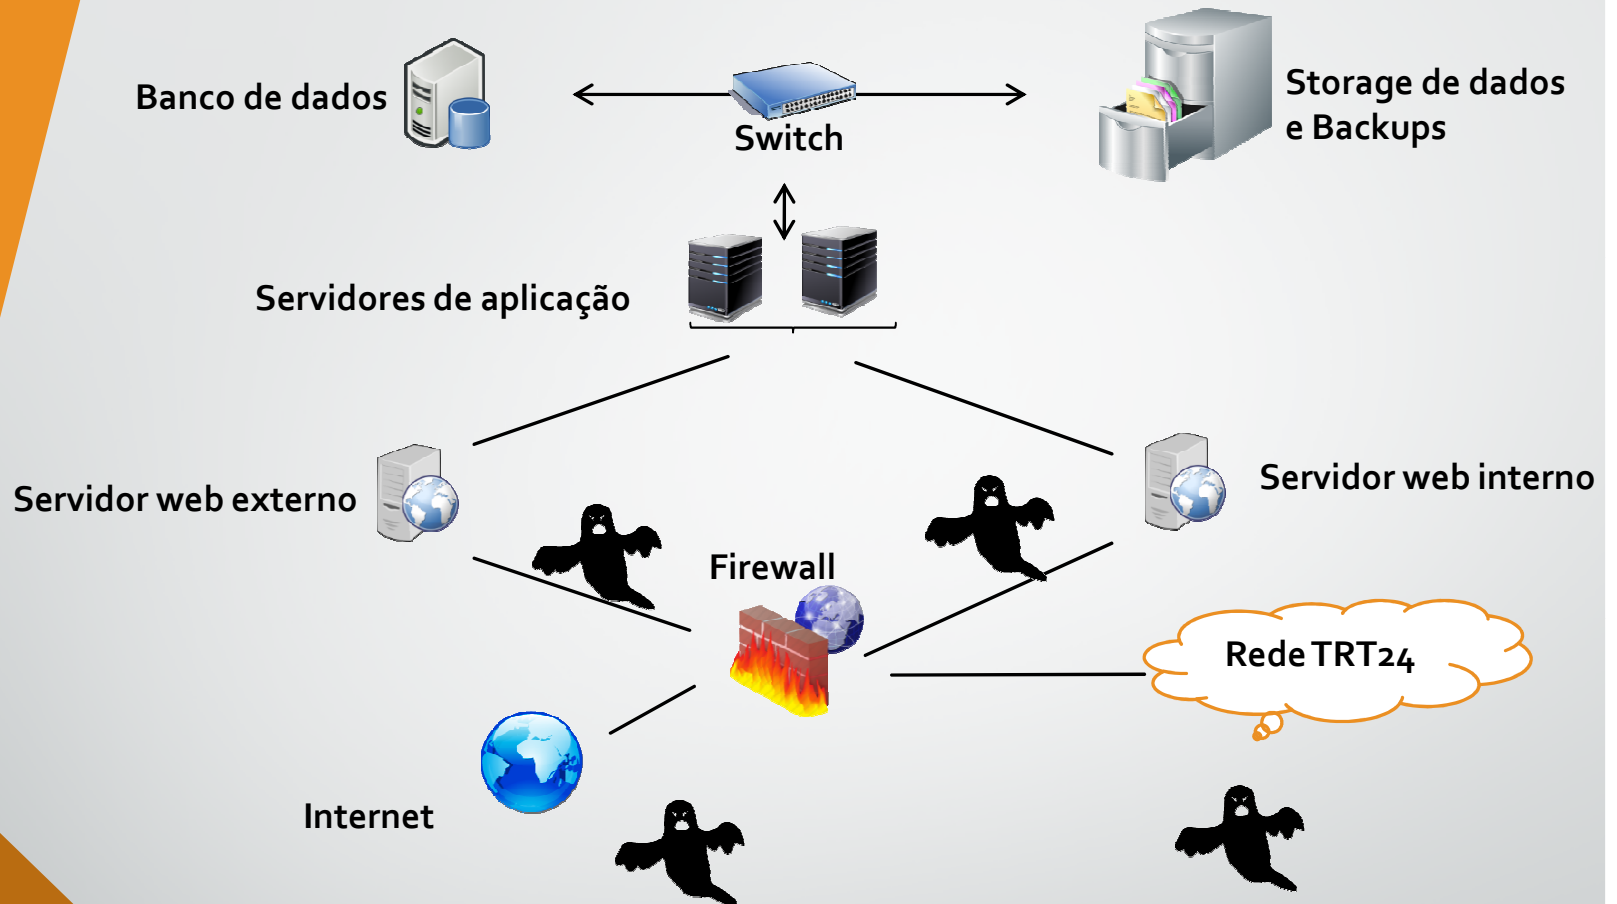 Banco de dados
Switch
Storage de dados
e Backups
Servidores de aplicação
Servidor web externo
Servidor web interno
Firewall
Rede TRT24
Internet